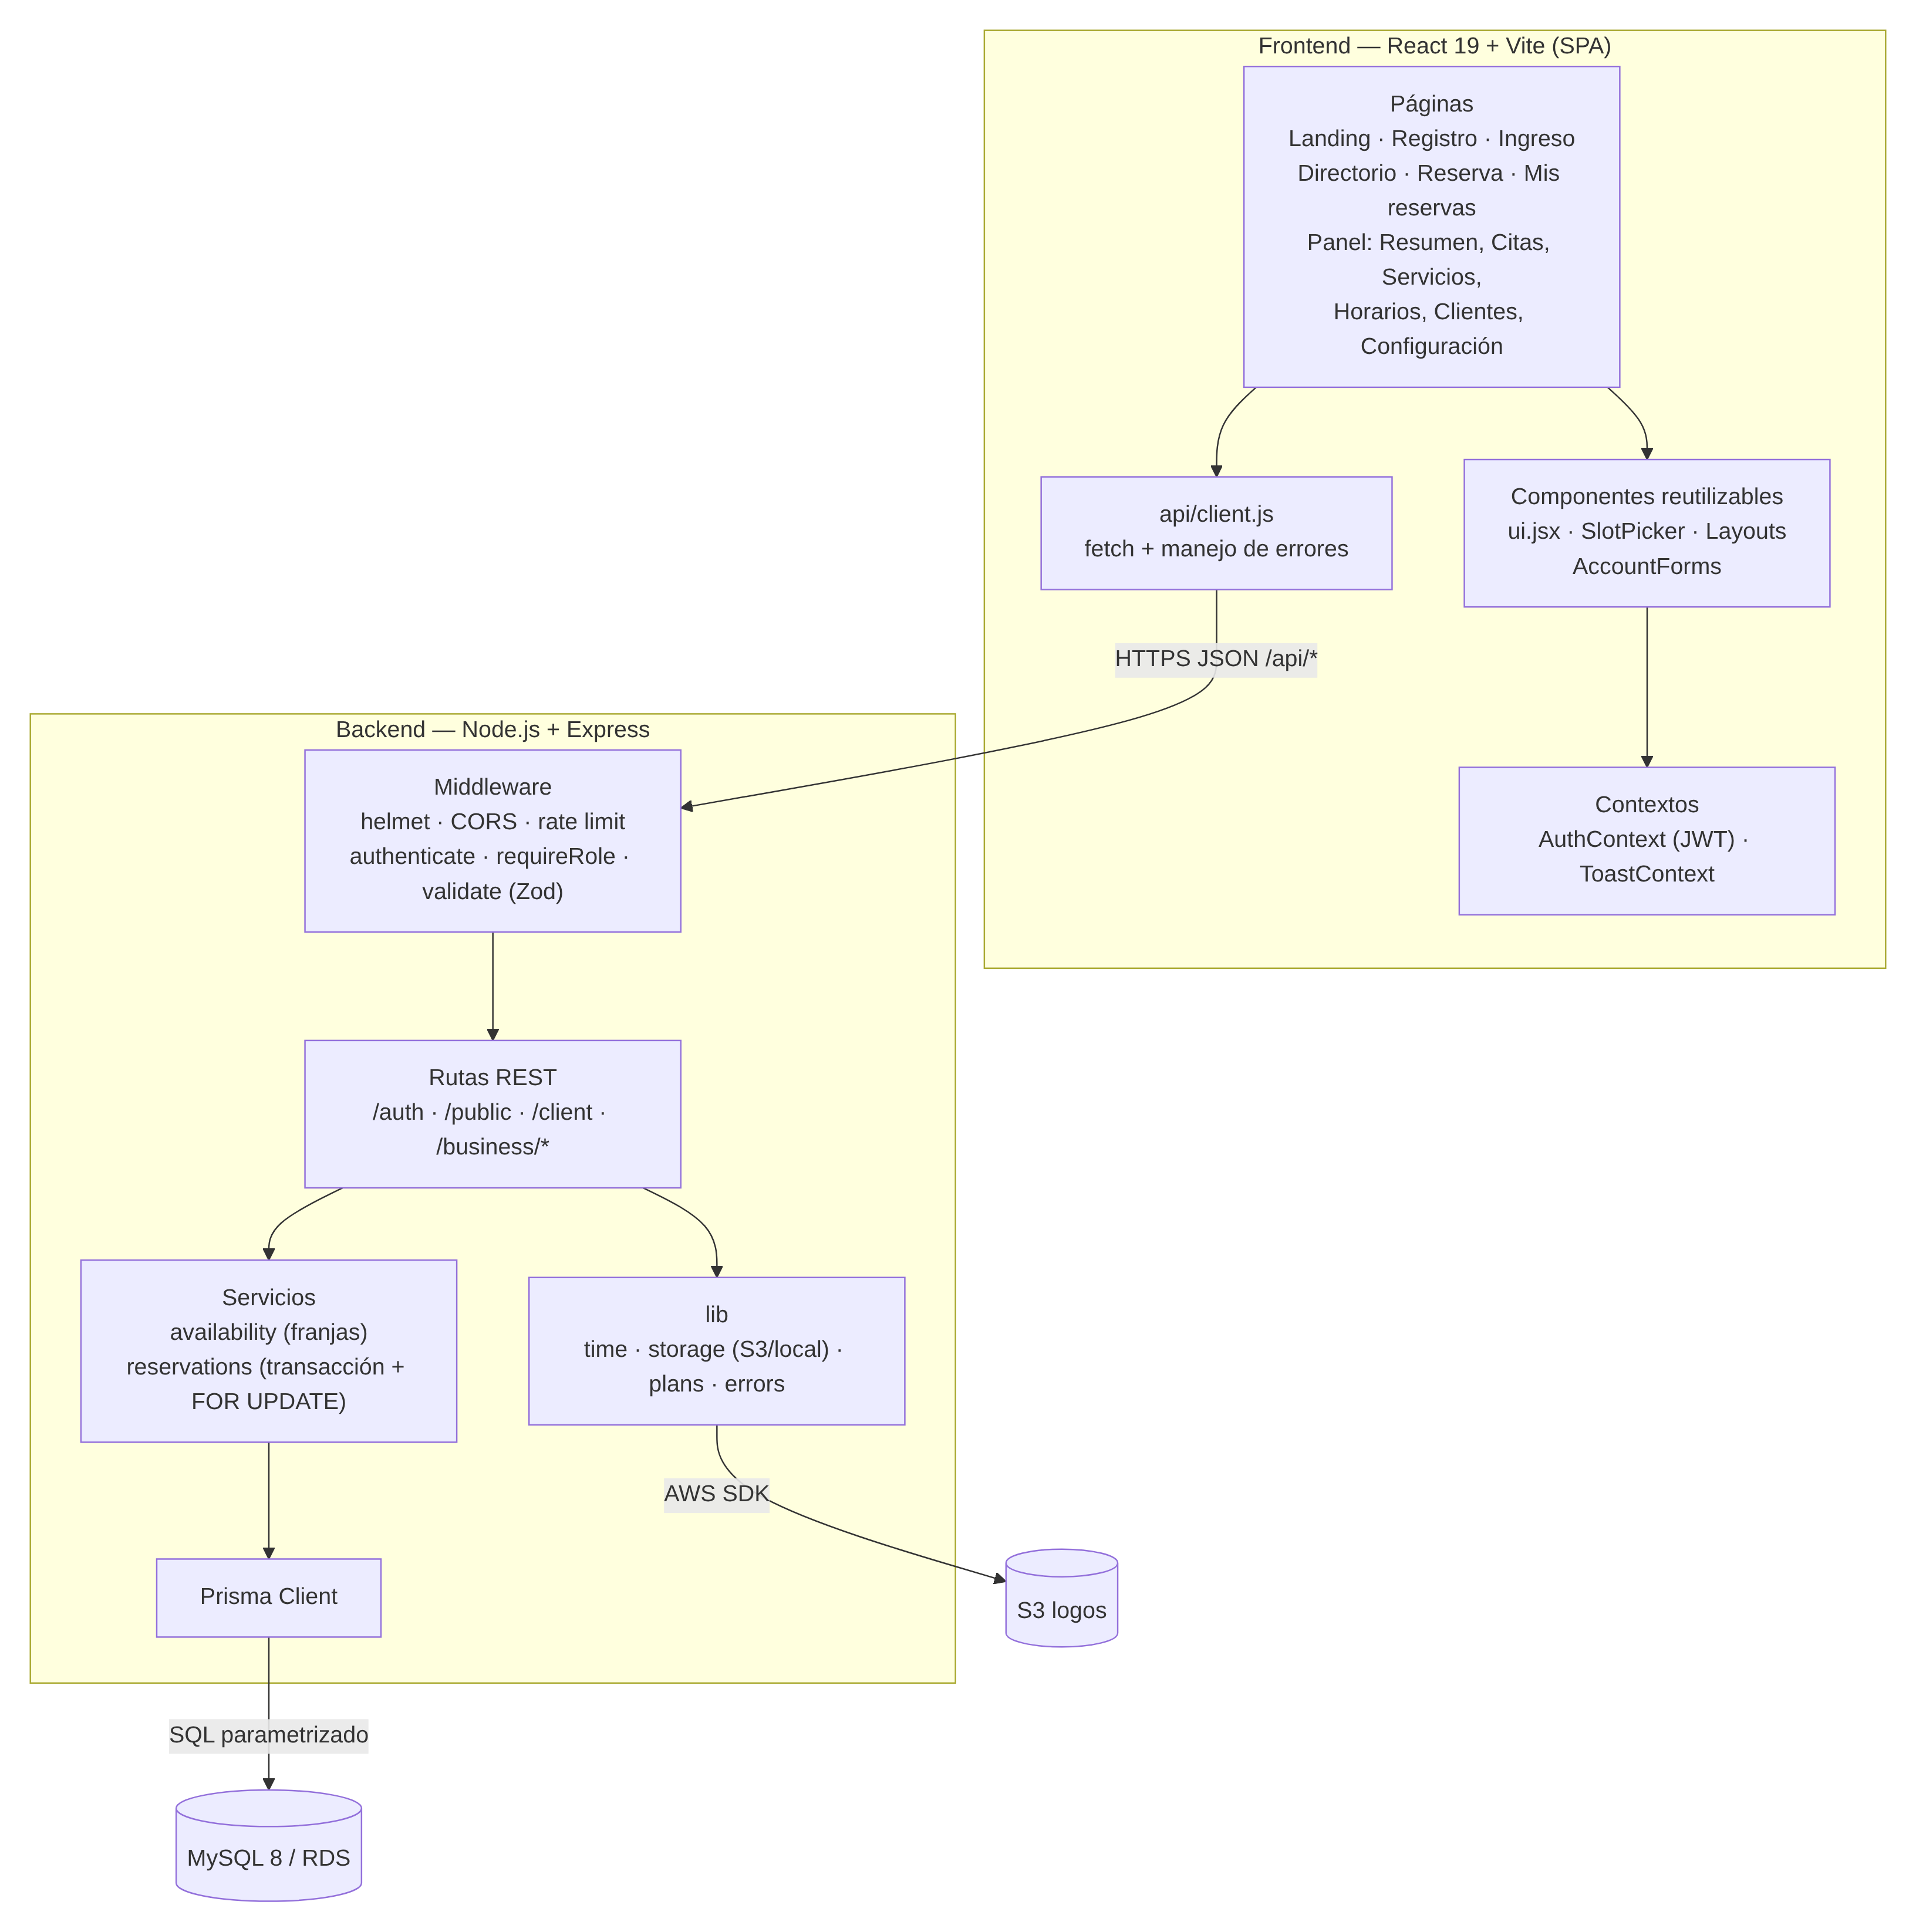 Frontend — React 19 + Vite (SPA)
Páginas
Landing · Registro · Ingreso
Directorio · Reserva · Mis
reservas
Panel: Resumen, Citas,
Servicios,
Horarios, Clientes,
Configuración
api/client.js
fetch + manejo de errores
Componentes reutilizables
ui.jsx · SlotPicker · Layouts
AccountForms
HTTPS JSON /api/*
Contextos
AuthContext (JWT) ·
ToastContext
Backend — Node.js + Express
Middleware
helmet · CORS · rate limit
authenticate · requireRole ·
validate (Zod)
Rutas REST
/auth · /public · /client ·
/business/*
Servicios
availability (franjas)
reservations (transacción +
FOR UPDATE)
lib
time · storage (S3/local) ·
plans · errors
AWS SDK
Prisma Client
S3 logos
SQL parametrizado
MySQL 8 / RDS